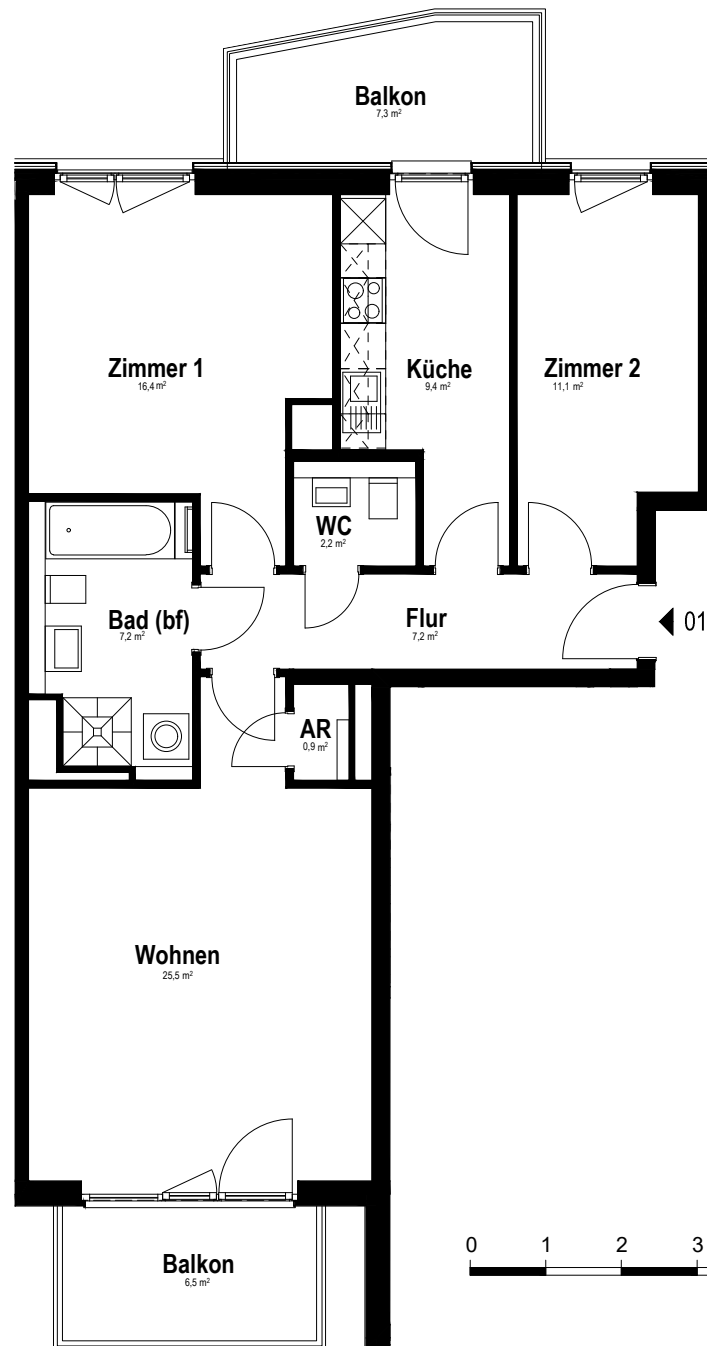 Balkon
7,3 m²
Zimmer 1
16,4 m²
Küche
9,4 m²
Zimmer 2
11,1 m²
WC
2,2 m²
Bad (bf)
7,2 m²
Flur
7,2 m²
01
AR
0,9 m²
Wohnen
25,5 m²
Balkon
6,5 m²
0 1 2 3